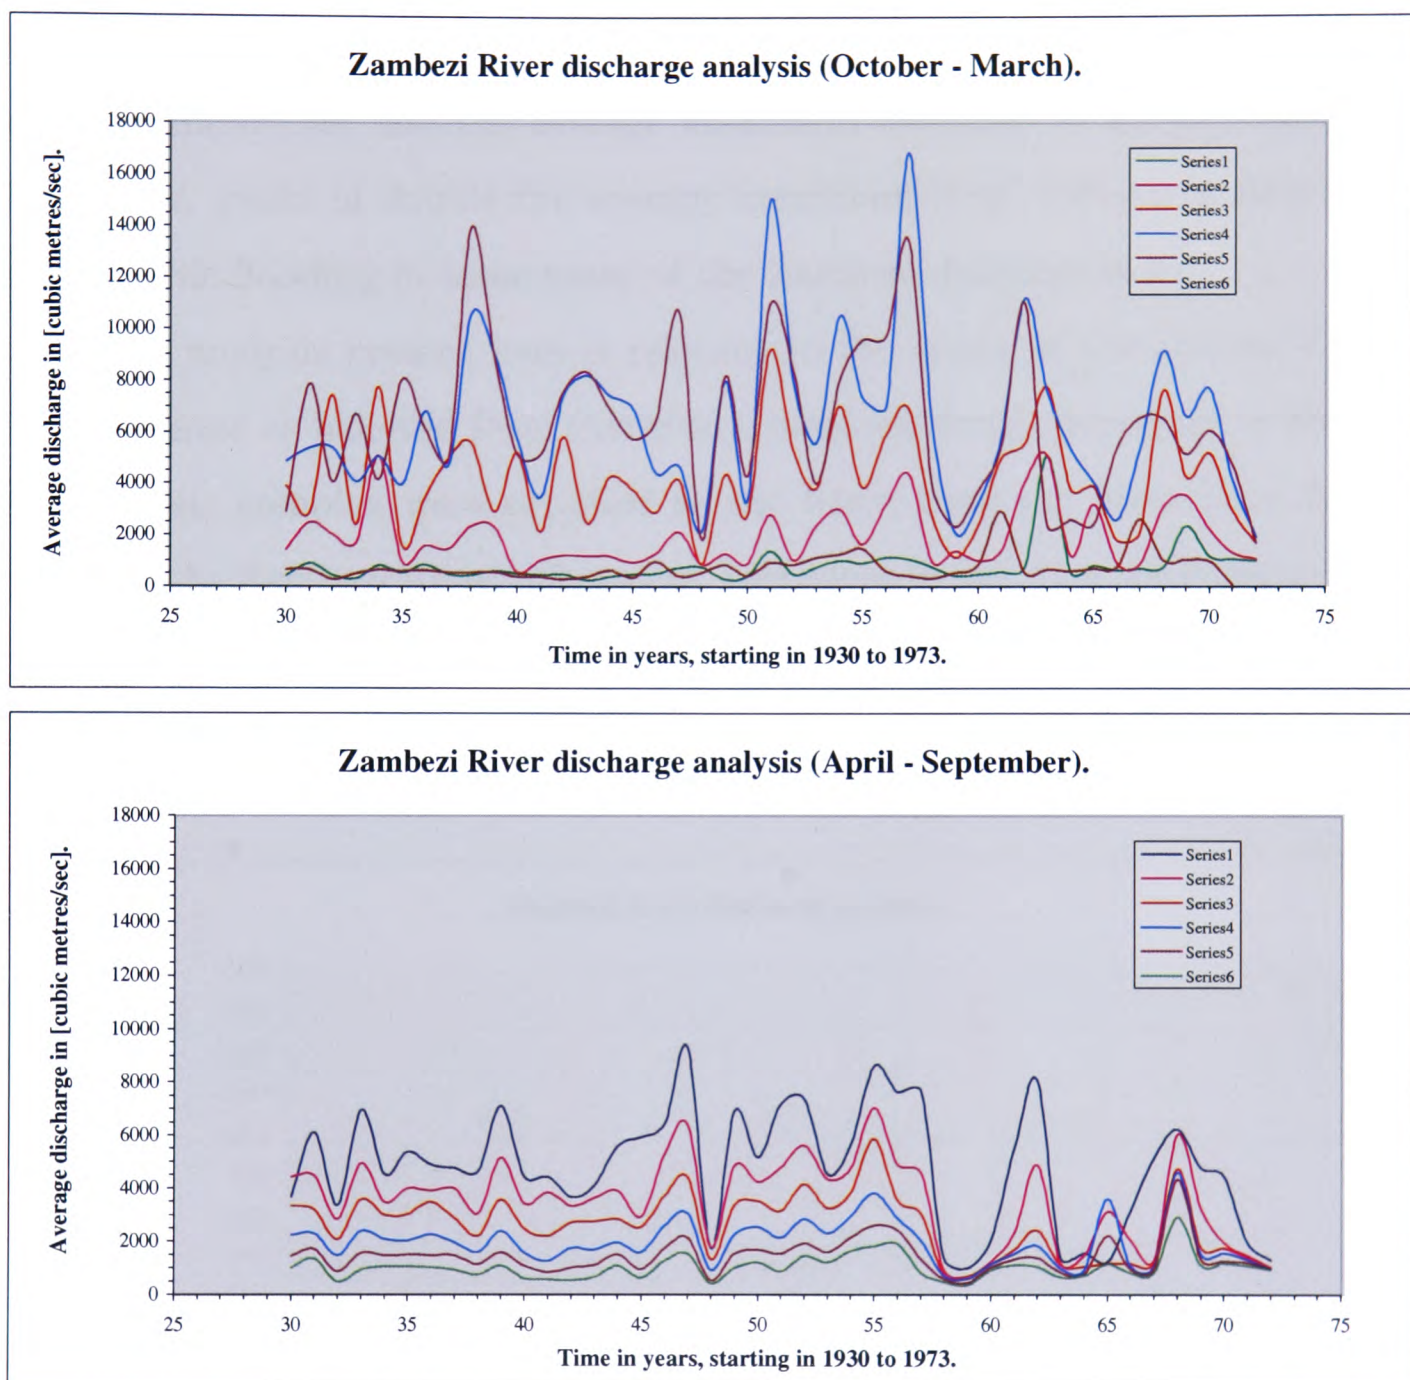 Zambezi River discharge analysis (October - March).
Average discharge in [cubic metres/sec].
18000
16000
14000
12000
10000
8000
6000
4000
2000
0
Series1
Series2
Series3
Series4
Series5
Series6
25 30 35 40 45 50 55 60 65 70 75
Time in years, starting in 1930 to 1973.
Zambezi River discharge analysis (April - September).
Average discharge in [cubic metres/sec].
18000
16000
14000
12000
10000
8000
6000
4000
2000
0
Series1
Series2
Series3
Series4
Series5
Series6
25 30 35 40 45 50 55 60 65 70 75
Time in years, starting in 1930 to 1973.